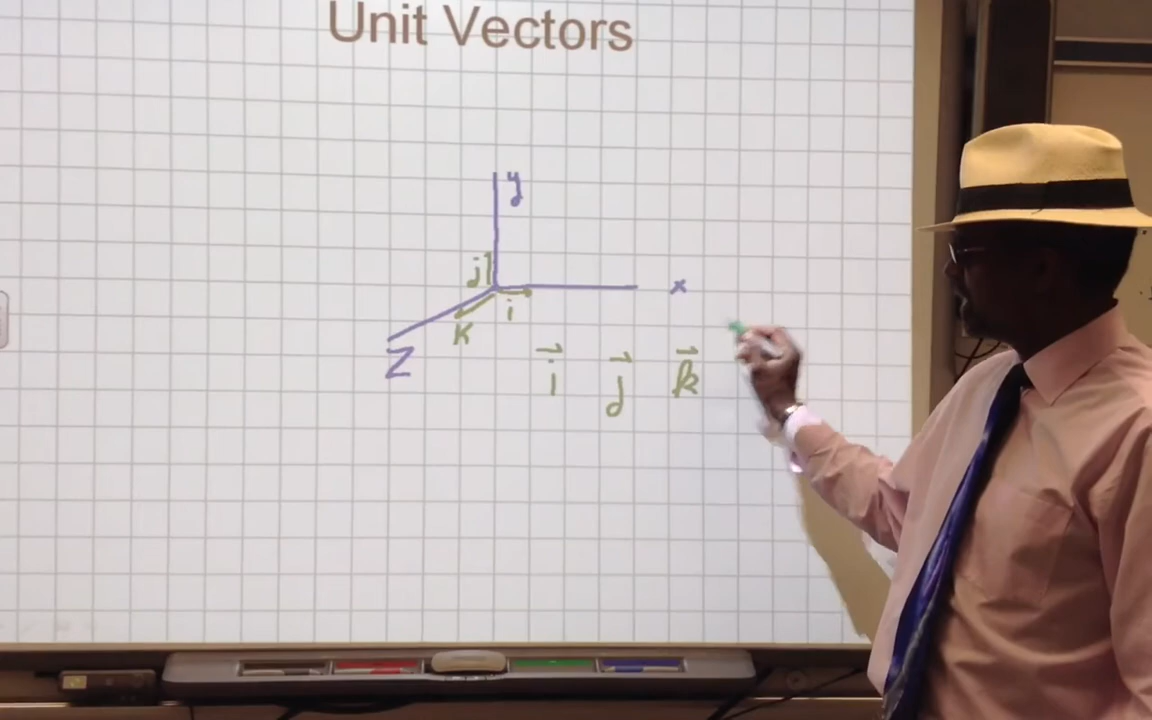 Unit Vectors
y
j
x
i
K
Z
i⃗ j⃗ k⃗